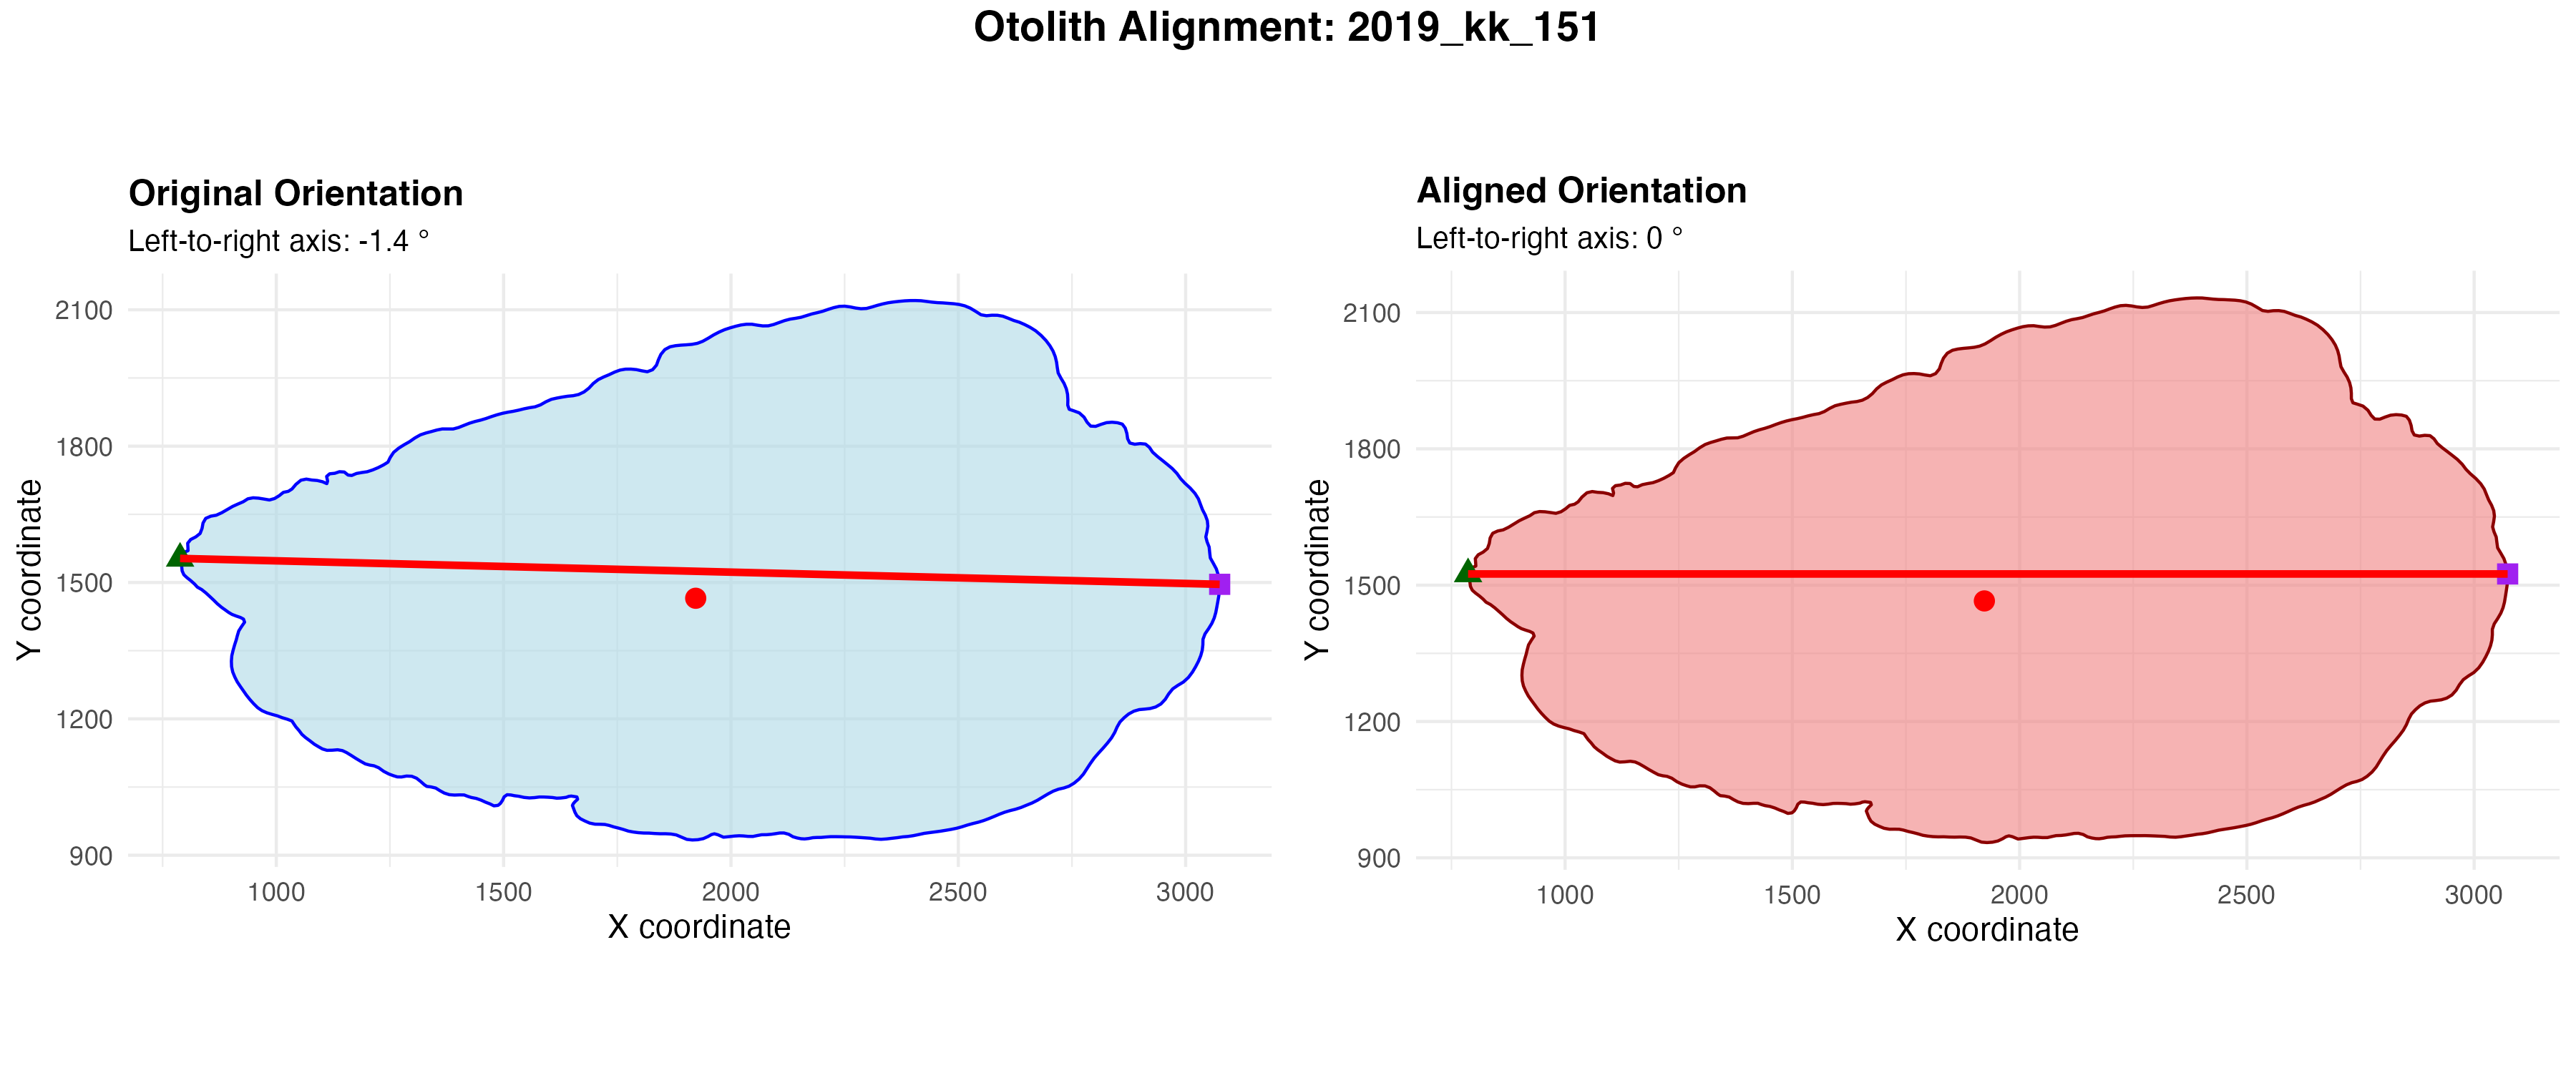 Otolith Alignment: 2019_kk_151
Original Orientation
Left-to-right axis: -1.4 °
2100
1800
1500
1200
900
Y coordinate
1000 1500 2000 2500 3000
X coordinate
Aligned Orientation
Left-to-right axis: 0 °
2100
1800
1500
1200
900
Y coordinate
1000 1500 2000 2500 3000
X coordinate